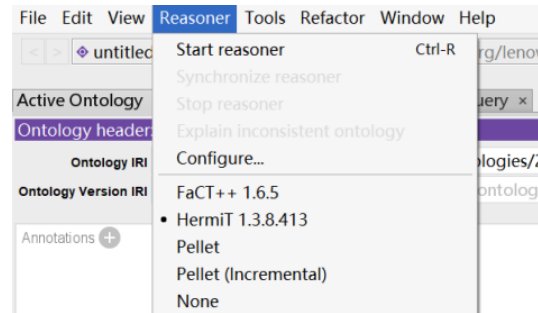 File Edit View Reasoner Tools Refactor Window Help
< > untitled rg/lenov
Start reasoner Ctrl-R
Synchronize reasoner
Active Ontology Stop reasoner uery ×
Ontology header: Explain inconsistent ontology
Ontology IRI Configure... ologies/2
Ontology Version IRI FaCT++ 1.6.5 ontolog
• HermiT 1.3.8.413
Annotations + Pellet
Pellet (Incremental)
None